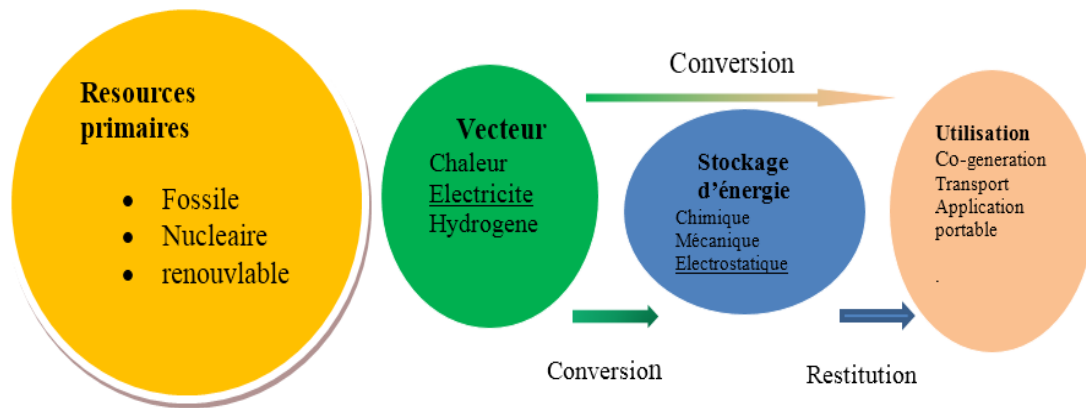 Resources
primaires
• Fossile
• Nucleaire
• renouvlable
Vecteur
Chaleur
Electricite
Hydrogene
Conversion
Stockage
d’énergie
Chimique
Mécanique
Electrostatique
Conversion
Restitution
Utilisation
Co-generation
Transport
Application
portable
.